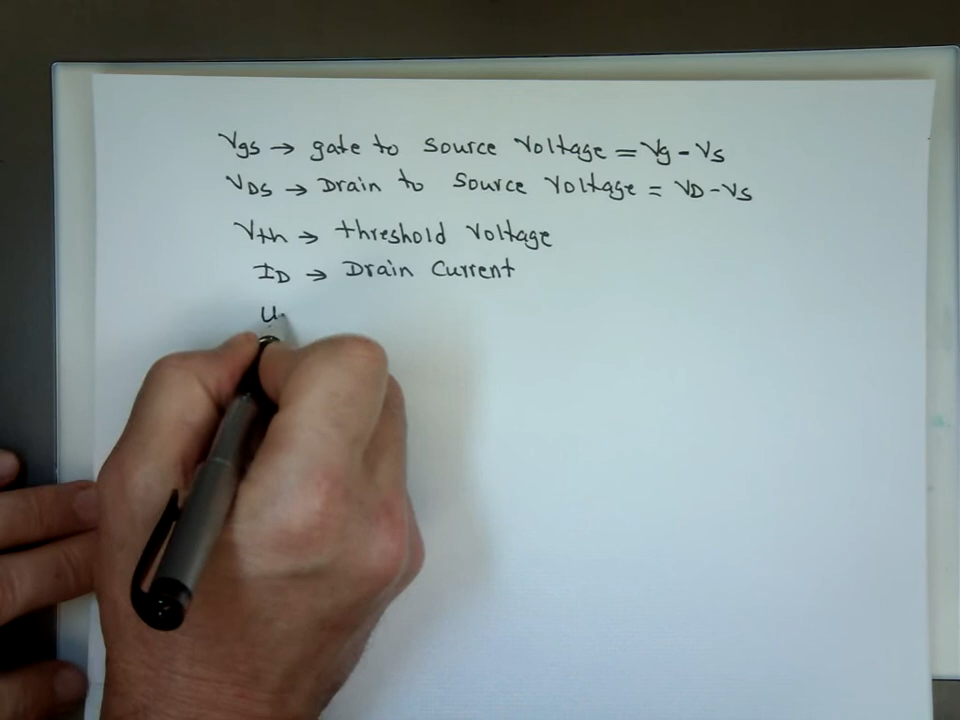 Vgs → gate to source voltage = Vg - Vs
VDS → Drain to source voltage = VD - VS
Vth → threshold voltage
ID → Drain Current